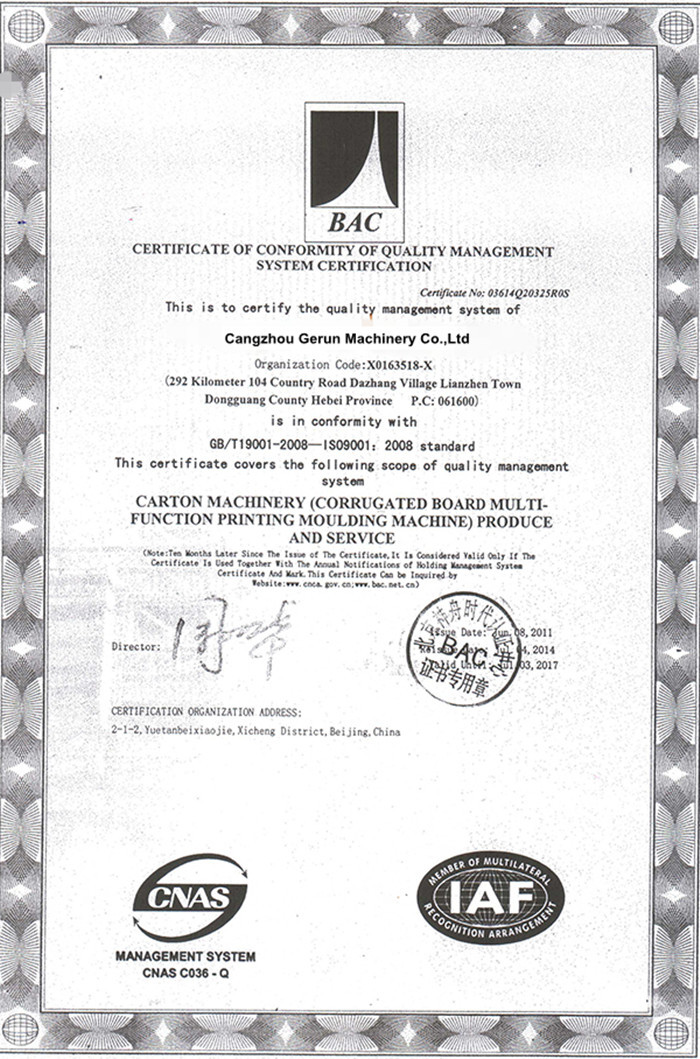 BAC
CERTIFICATE OF CONFORMITY OF QUALITY MANAGEMENT
SYSTEM CERTIFICATION
Certificate No: 03614Q20325R0S
This is to certify the quality management system of
Cangzhou Gerun Machinery Co.,Ltd
Organization Code:X0163518-X
(292 Kilometer 104 Country Road Dazhang Village Lianzhen Town
Dongguang County Hebei Province P.C: 061600)
is in conformity with
GB/T19001-2008—ISO9001: 2008 standard
This certificate covers the following scope of quality management
system
CARTON MACHINERY (CORRUGATED BOARD MULTI-
FUNCTION PRINTING MOULDING MACHINE) PRODUCE
AND SERVICE
(Note:Ten Months Later Since The Issue of The Certificate,It Is Considered Valid Only If The
Certificate Is Used Together With The Annual Notifications of Holding Management System
Certificate And Mark.This Certificate Can be Inquired by
Website:www.cnca.gov.cn;www.bac.net.cn)
Issue Date: Jun.08,2011
04,2014
03,2017
BAC
证书专用章
Director:
CERTIFICATION ORGANIZATION ADDRESS:
2-1-2,Yuetanbeixiaojie,Xicheng District,Beijing,China
CNAS
MANAGEMENT SYSTEM
CNAS C036 - Q
MEMBER OF MULTILATERAL
IAF
RECOGNITION ARRANGEMENT